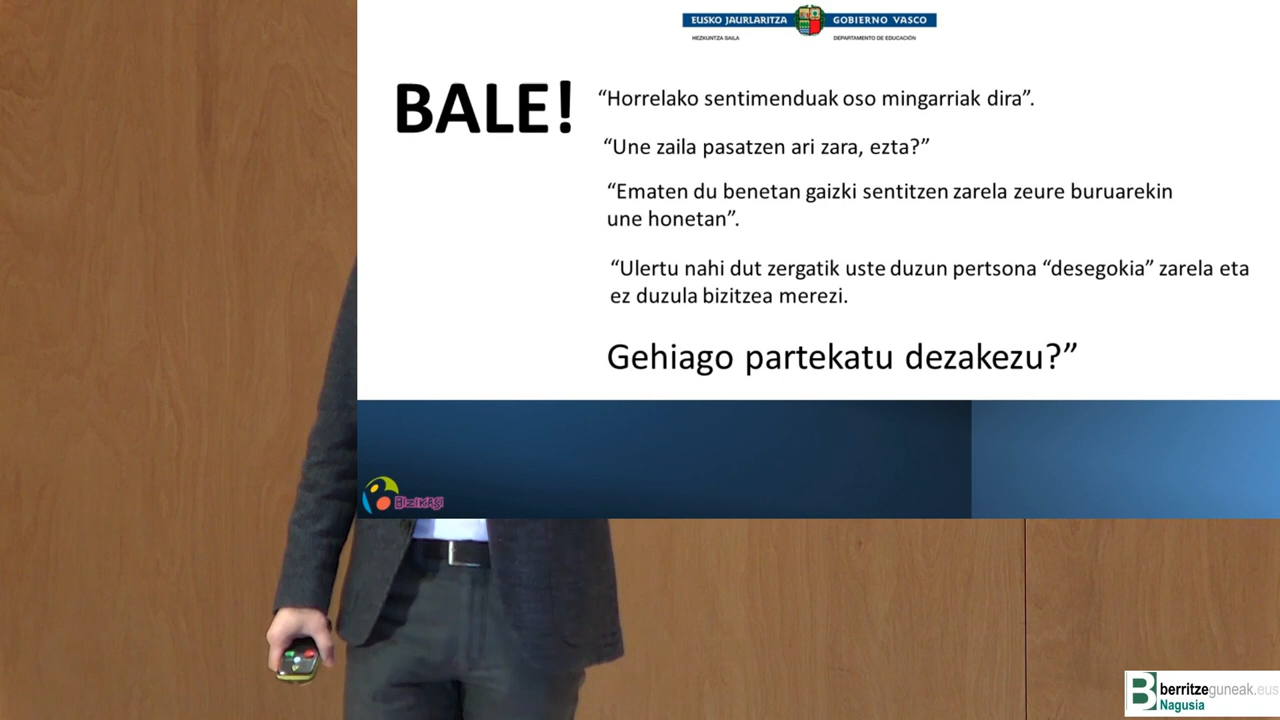 EUSKO JAURLARITZA GOBIERNO VASCO
HEZKUNTZA SAILA DEPARTAMENTO DE EDUCACIÓN
BALE!
“Horrelako sentimenduak oso mingarriak dira”.
“Une zaila pasatzen ari zara, ezta?”
“Ematen du benetan gaizki sentitzen zarela zeure buruarekin
une honetan”.
“Ulertu nahi dut zergatik uste duzun pertsona “desegokia” zarela eta
ez duzula bizitzea merezi.
Gehiago partekatu dezakezu?”
BIZIKASI
berritzeguneak.eus
Nagusia